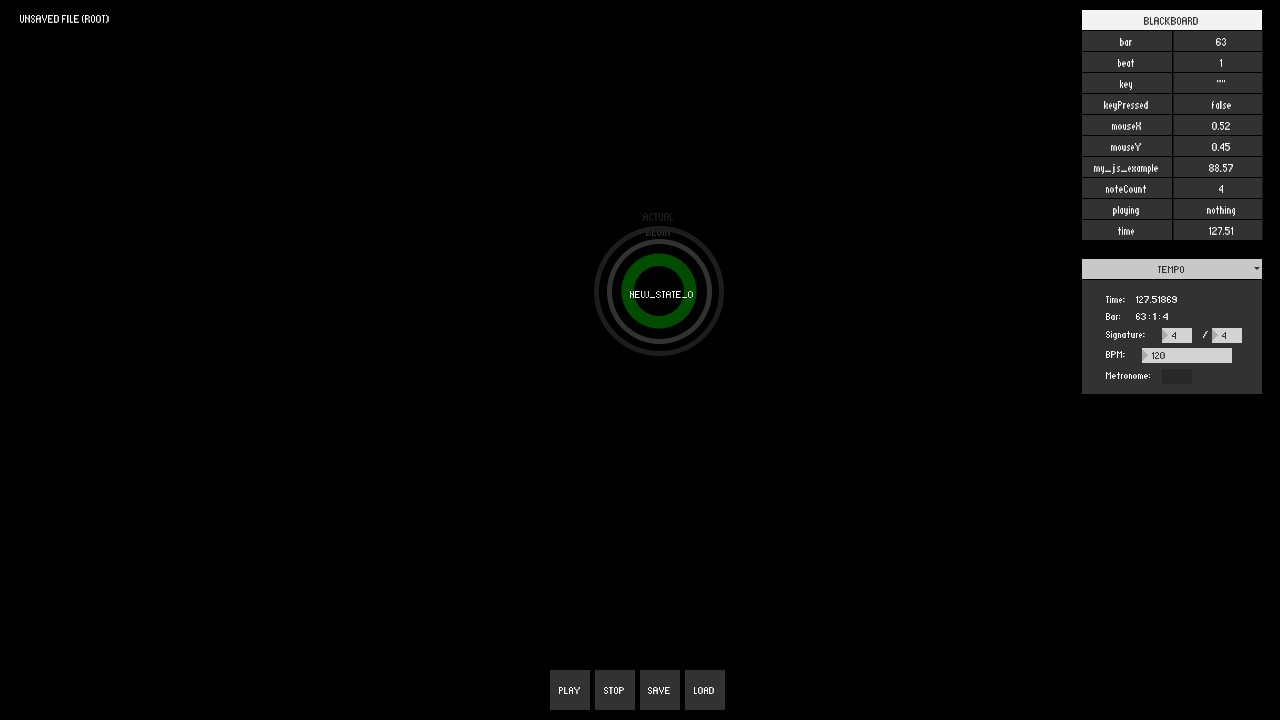 UNSAVED FILE (ROOT)
BLACKBOARD
bar 63
beat 1
key ""
keyPressed false
mouseX 0.52
mouseY 0.45
my_js_example 88.57
noteCount 4
playing nothing
time 127.51
ACTUAL
BEGIN
NEW_STATE_0
TEMPO
Time: 127.51869
Bar: 63:1:4
Signature: 4 / 4
BPM: 120
Metronome:
PLAY STOP SAVE LOAD